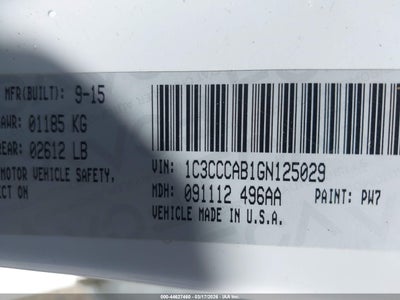 MFR(BUILT): 9-15
GAWR: 01185 KG
REAR: 02612 LB
MOTOR VEHICLE SAFETY,
ECT ON
VIN: 1C3CCCAB1GN125029
MDH: 091112 496AA PAINT: PW7
VEHICLE MADE IN U.S.A.
000-44637460 - 03/17/2026 - IAA Inc.